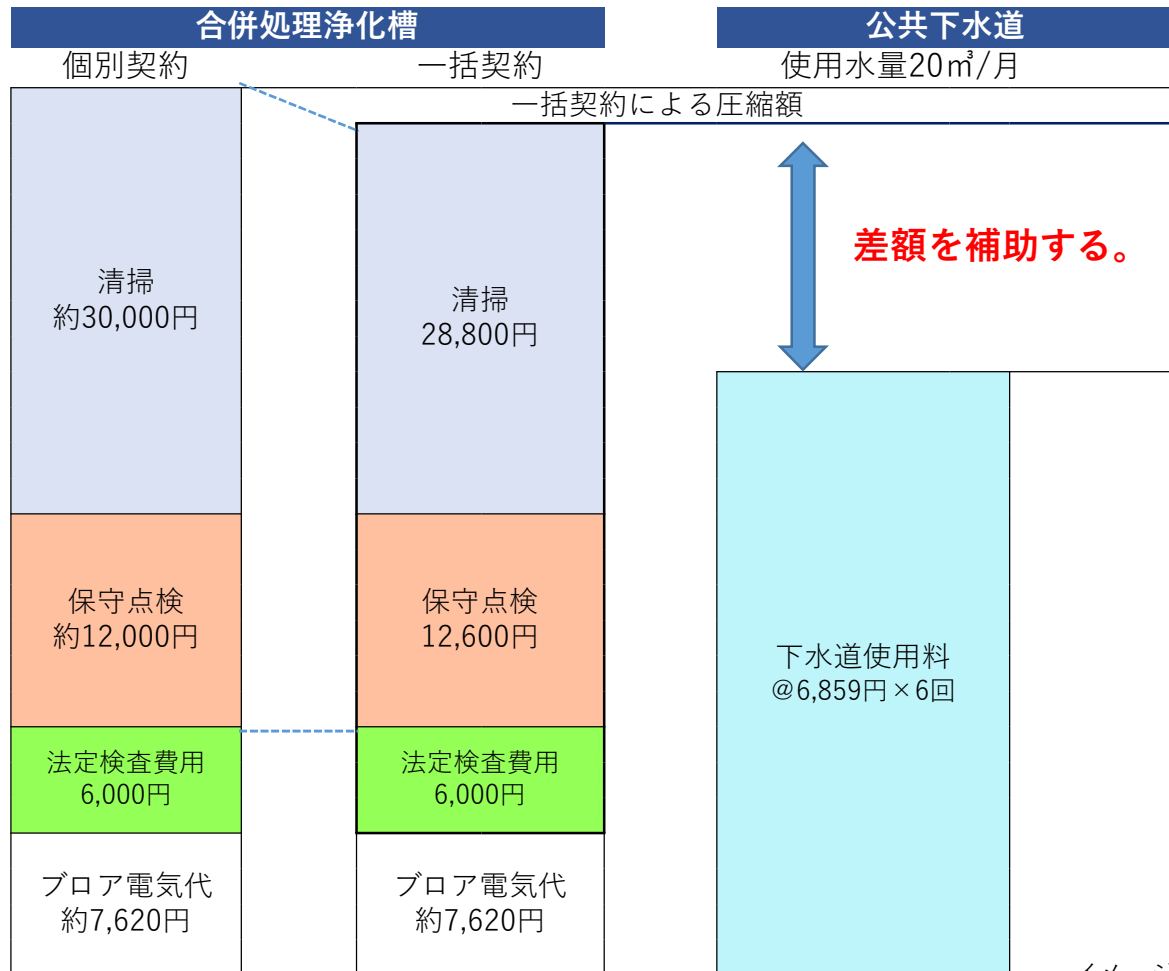 合併処理浄化槽
公共下水道
個別契約
一括契約
使用水量20㎥/月
一括契約による圧縮額
差額を補助する。
清掃
約30,000円
清掃
28,800円
保守点検
約12,000円
保守点検
12,600円
下水道使用料
@6,859円×6回
法定検査費用
6,000円
法定検査費用
6,000円
ブロア電気代
約7,620円
ブロア電気代
約7,620円